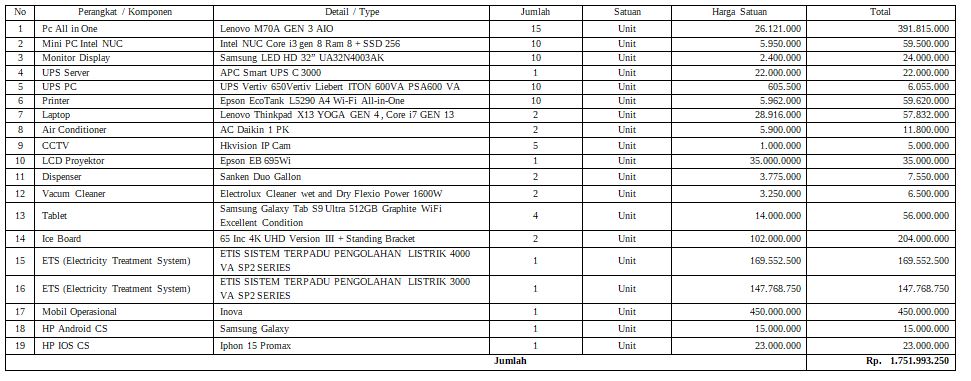 No Perangkat / Komponen Detail / Type Jumlah Satuan Harga Satuan Total
1 Pc All in One Lenovo M70A GEN 3 AIO 15 Unit 26.121.000 391.815.000
2 Mini PC Intel NUC Intel NUC Core i3 gen 8 Ram 8 + SSD 256 10 Unit 5.950.000 59.500.000
3 Monitor Display Samsung LED HD 32" UA32N4003AK 10 Unit 2.400.000 24.000.000
4 UPS Server APC Smart UPS C 3000 1 Unit 22.000.000 22.000.000
5 UPS PC UPS Vertiv 650Vertiv Liebert ITON 600VA PSA600 VA 10 Unit 605.500 6.055.000
6 Printer Epson EcoTank L5290 A4 Wi-Fi All-in-One 10 Unit 5.962.000 59.620.000
7 Laptop Lenovo Thinkpad X13 YOGA GEN 4 , Core i7 GEN 13 2 Unit 28.916.000 57.832.000
8 Air Conditioner AC Daikin 1 PK 2 Unit 5.900.000 11.800.000
9 CCTV Hkvision IP Cam 5 Unit 1.000.000 5.000.000
10 LCD Proyektor Epson EB 695Wi 1 Unit 35.000.0000 35.000.000
11 Dispenser Sanken Duo Gallon 2 Unit 3.775.000 7.550.000
12 Vacum Cleaner Electrolux Cleaner wet and Dry Flexio Power 1600W 2 Unit 3.250.000 6.500.000
13 Tablet Samsung Galaxy Tab S9 Ultra 512GB Graphite WiFi 4 Unit 14.000.000 56.000.000
Excellent Condition
14 Ice Board 65 Inc 4K UHD Version III + Standing Bracket 2 Unit 102.000.000 204.000.000
15 ETS (Electricity Treatment System) ETIS SISTEM TERPADU PENGOLAHAN LISTRIK 4000 1 Unit 169.552.500 169.552.500
VA SP2 SERIES
16 ETS (Electricity Treatment System) ETIS SISTEM TERPADU PENGOLAHAN LISTRIK 3000 1 Unit 147.768.750 147.768.750
VA SP2 SERIES
17 Mobil Operasional Inova 1 Unit 450.000.000 450.000.000
18 HP Android CS Samsung Galaxy 1 Unit 15.000.000 15.000.000
19 HP IOS CS Iphon 15 Promax 1 Unit 23.000.000 23.000.000
Jumlah Rp. 1.751.993.250